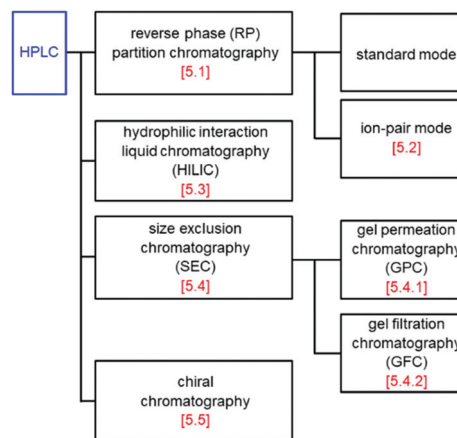 HPLC
reverse phase (RP)
partition chromatography
[5.1]
standard mode
ion-pair mode
[5.2]
hydrophilic interaction
liquid chromatography
(HILIC)
[5.3]
size exclusion
chromatography
(SEC)
[5.4]
gel permeation
chromatography
(GPC)
[5.4.1]
gel filtration
chromatography
(GFC)
[5.4.2]
chiral
chromatography
[5.5]